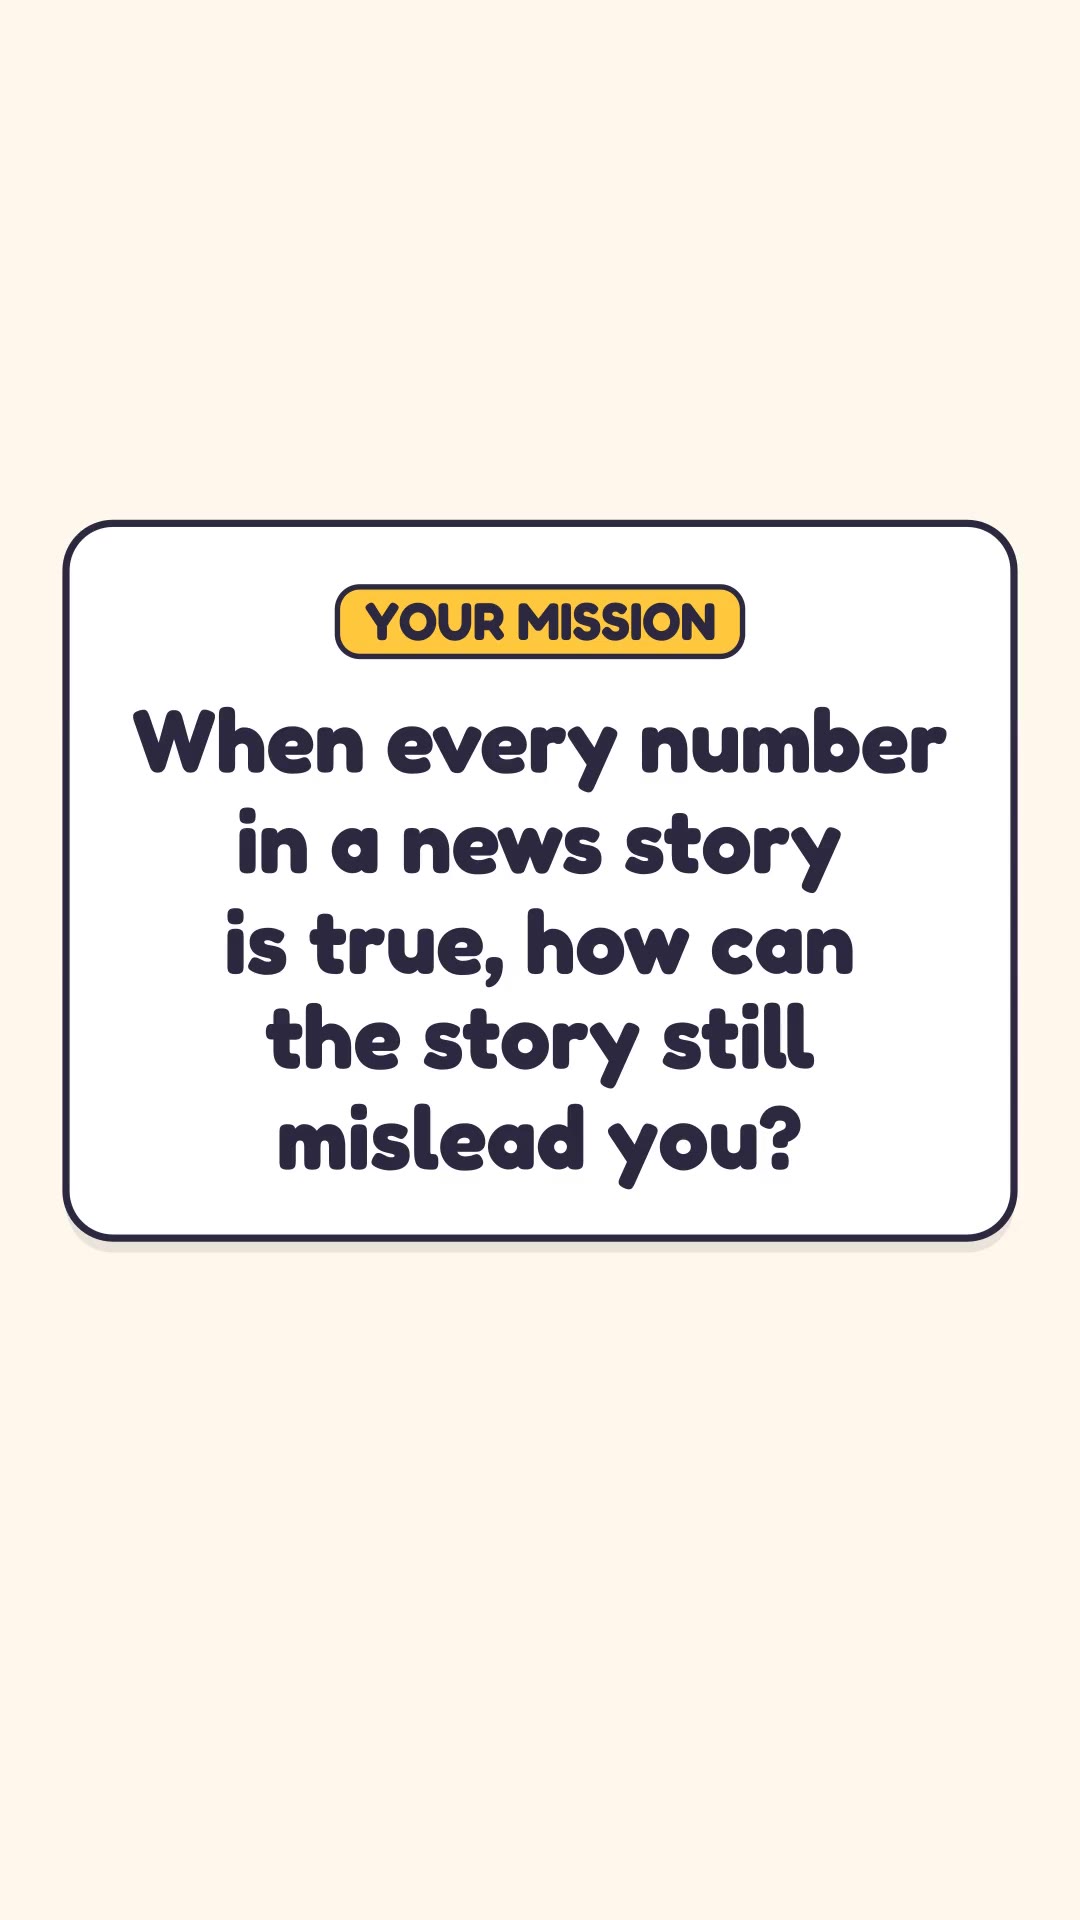 YOUR MISSION
When every number
in a news story
is true, how can
the story still
mislead you?